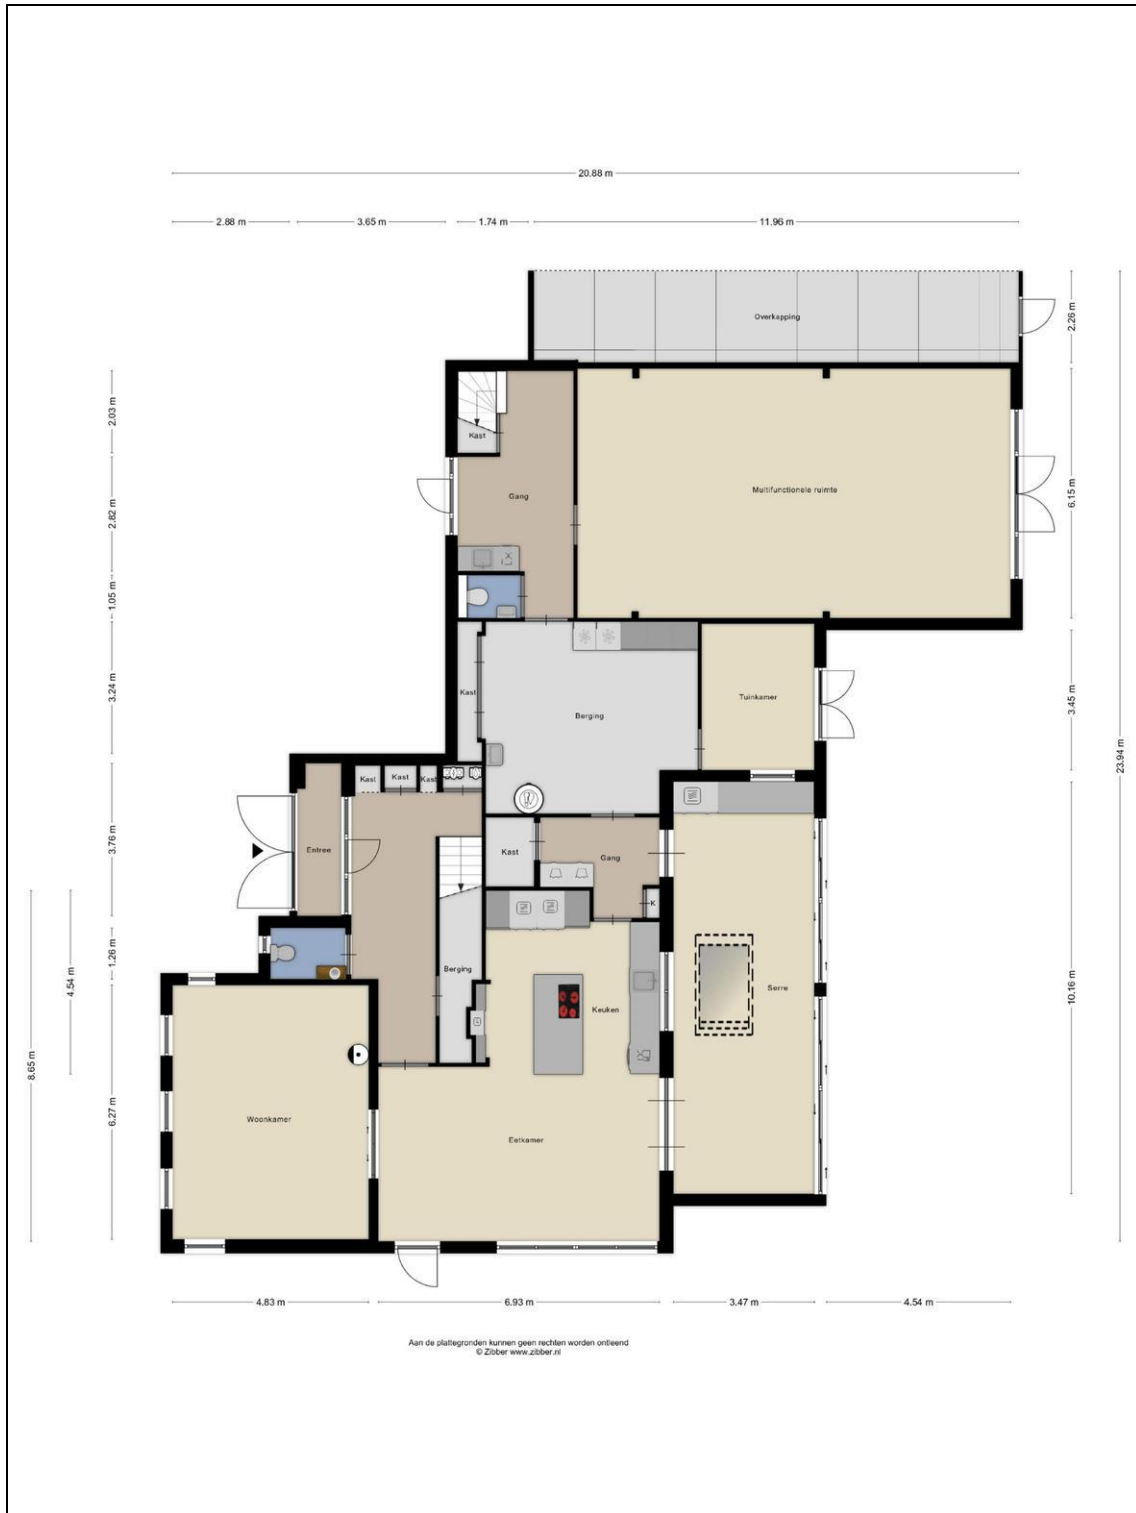 20.88 m
2.88 m
3.65 m
1.74 m
11.96 m
Overkapping
2.26 m
2.03 m
Kast
Gang
Multifunctionele ruimte
6.15 m
2.82 m
1.05 m
3.24 m
Kast
Berging
Tuinkamer
3.45 m
23.94 m
Kast
Kast
Kast
3.76 m
Entree
Kast
Gang
K
1.26 m
4.54 m
Berging
Keuken
Serre
10.16 m
8.65 m
6.27 m
Woonkamer
Eetkamer
4.83 m
6.93 m
3.47 m
4.54 m
Aan de plattegronden kunnen geen rechten worden ontleend
© Zibber www.zibber.nl